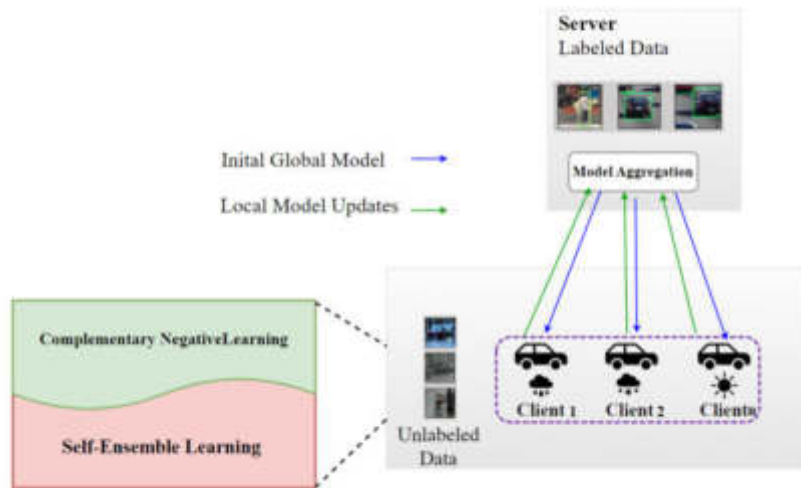 Server
Labeled Data
Inital Global Model
Model Aggregation
Local Model Updates
Complementary NegativeLearning
Self-Ensemble Learning
Unlabeled
Data
Client 1
Client 2
Clientn